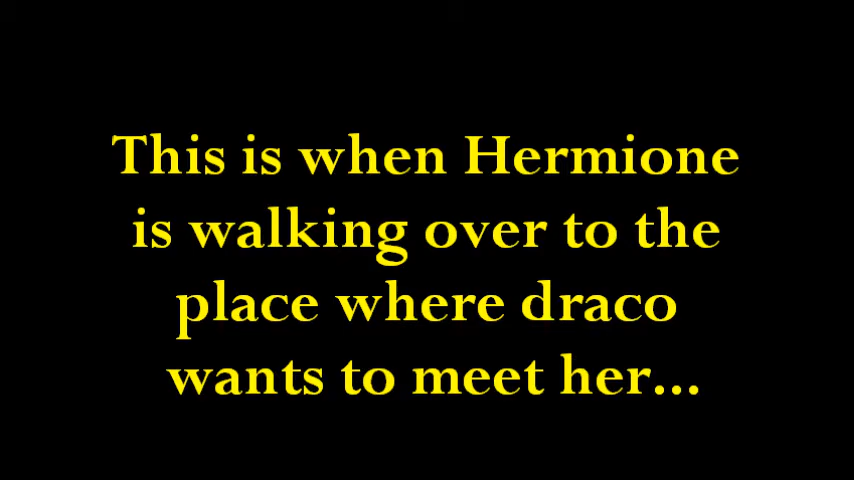 This is when Hermione
is walking over to the
place where draco
wants to meet her...